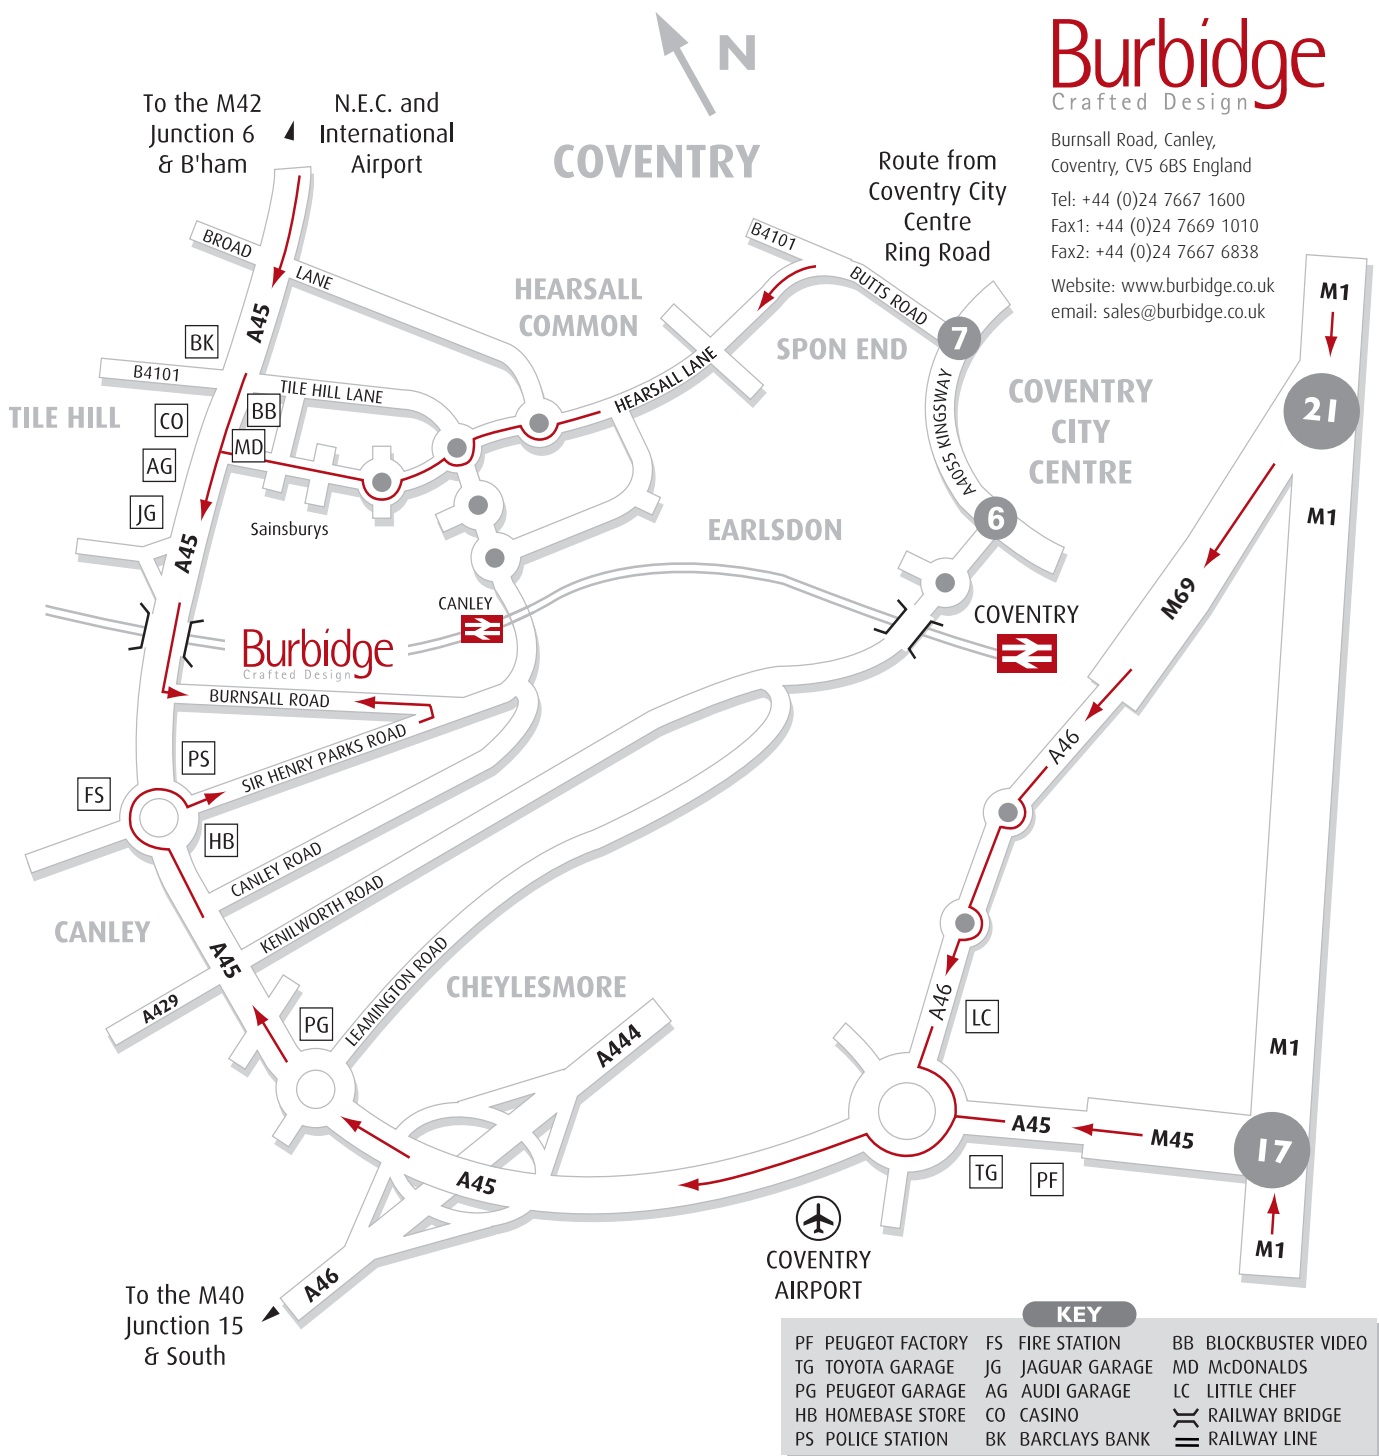 Burbidge
Crafted Design
Burnsall Road, Canley,
Coventry, CV5 6BS England
Tel: +44 (0)24 7667 1600
Fax1: +44 (0)24 7669 1010
Fax2: +44 (0)24 7667 6838
Website: www.burbidge.co.uk
email: sales@burbidge.co.uk
N
COVENTRY
To the M42
Junction 6
& B'ham
N.E.C. and
International
Airport
Route from
Coventry City
Centre
Ring Road
BROAD
LANE
B4101
BUTTS ROAD
HEARSALL
COMMON
SPON END
M1
A45
BK
7
B4101
TILE HILL LANE
HEARSALL LANE
A4055 KINGSWAY
COVENTRY
CITY
CENTRE
21
TILE HILL
CO
BB
MD
AG
JG
Sainsburys
EARLSDON
6
M1
A45
M69
CANLEY
COVENTRY
Burbidge
Crafted Design
BURNSALL ROAD
SIR HENRY PARKS ROAD
PS
FS
HB
A46
CANLEY ROAD
KENILWORTH ROAD
LEAMINGTON ROAD
CANLEY
A45
A429
CHEYLESMORE
PG
A444
A46
LC
M1
A45
M45
17
TG
PF
A45
M1
COVENTRY
AIRPORT
A46
To the M40
Junction 15
& South
KEY
PF PEUGEOT FACTORY
TG TOYOTA GARAGE
PG PEUGEOT GARAGE
HB HOMEBASE STORE
PS POLICE STATION
FS FIRE STATION
JG JAGUAR GARAGE
AG AUDI GARAGE
CO CASINO
BK BARCLAYS BANK
BB BLOCKBUSTER VIDEO
MD McDONALDS
LC LITTLE CHEF
RAILWAY BRIDGE
RAILWAY LINE